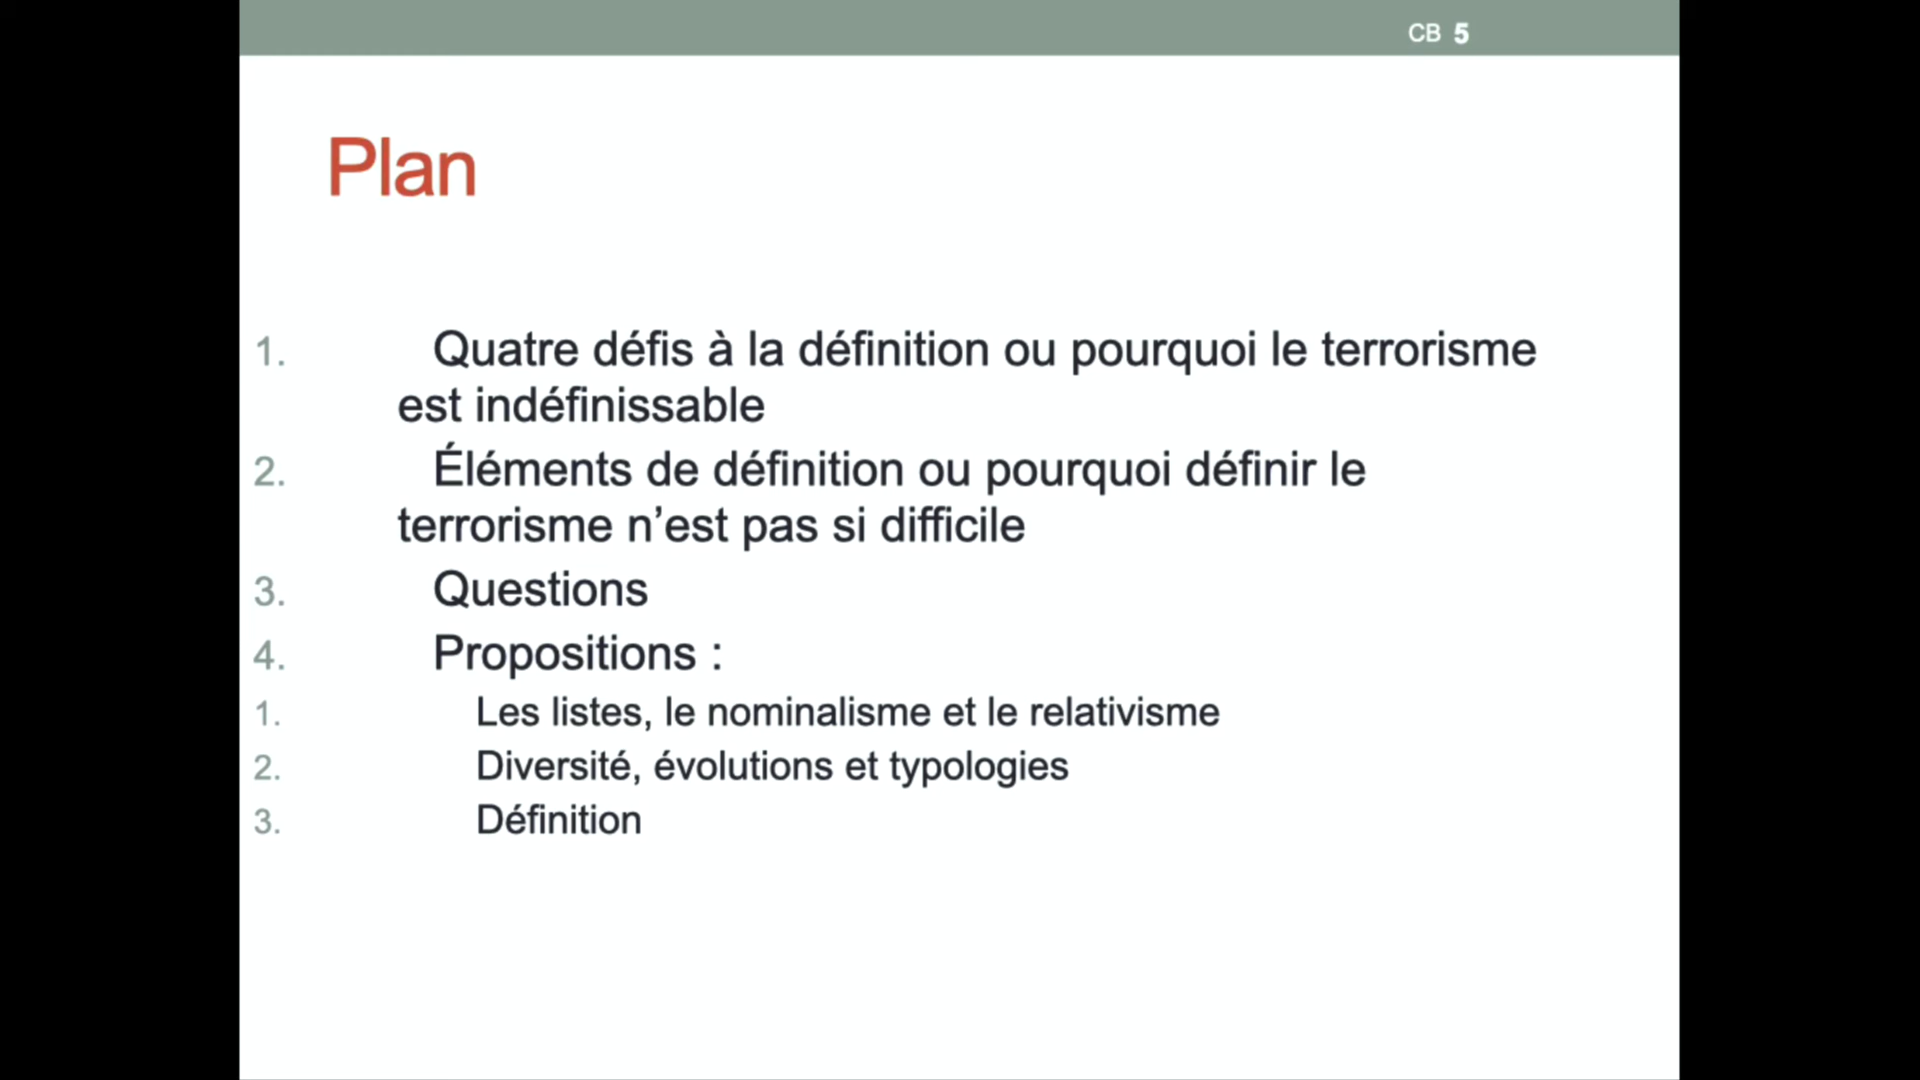 CB 5
Plan
1. Quatre défis à la définition ou pourquoi le terrorisme
est indéfinissable
2. Éléments de définition ou pourquoi définir le
terrorisme n’est pas si difficile
3. Questions
4. Propositions :
1. Les listes, le nominalisme et le relativisme
2. Diversité, évolutions et typologies
3. Définition